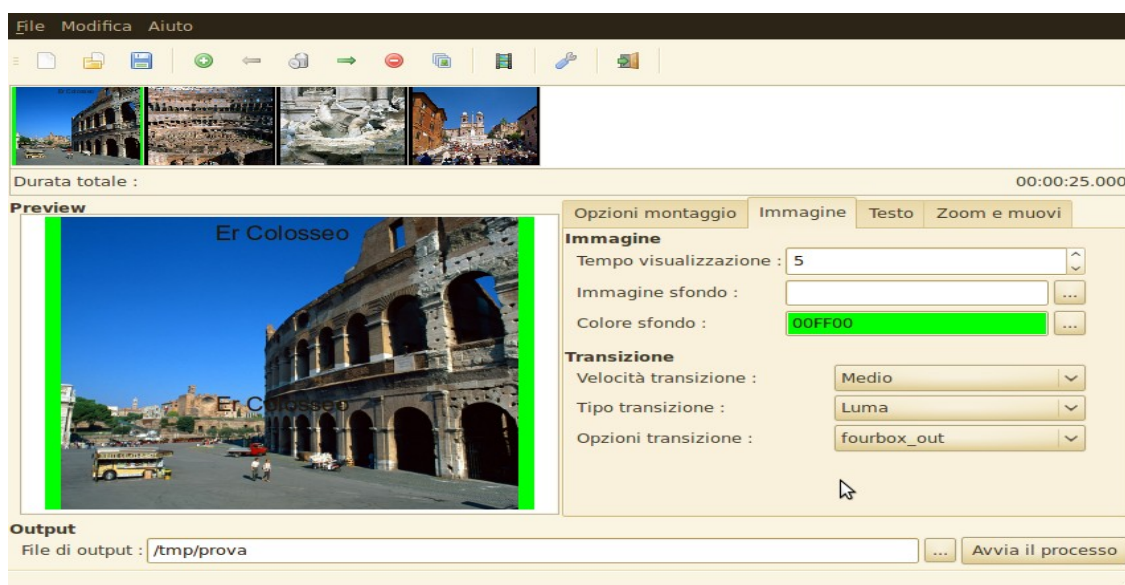 File Modifica Aiuto
Er Colosseo
Durata totale : 00:00:25.000
Preview
Er Colosseo
Er Colosseo
Opzioni montaggio Immagine Testo Zoom e muovi
Immagine
Tempo visualizzazione : 5
Immagine sfondo : ...
Colore sfondo : 00FF00 ...
Transizione
Velocità transizione : Medio
Tipo transizione : Luma
Opzioni transizione : fourbox_out
Output
File di output : /tmp/prova ... Avvia il processo